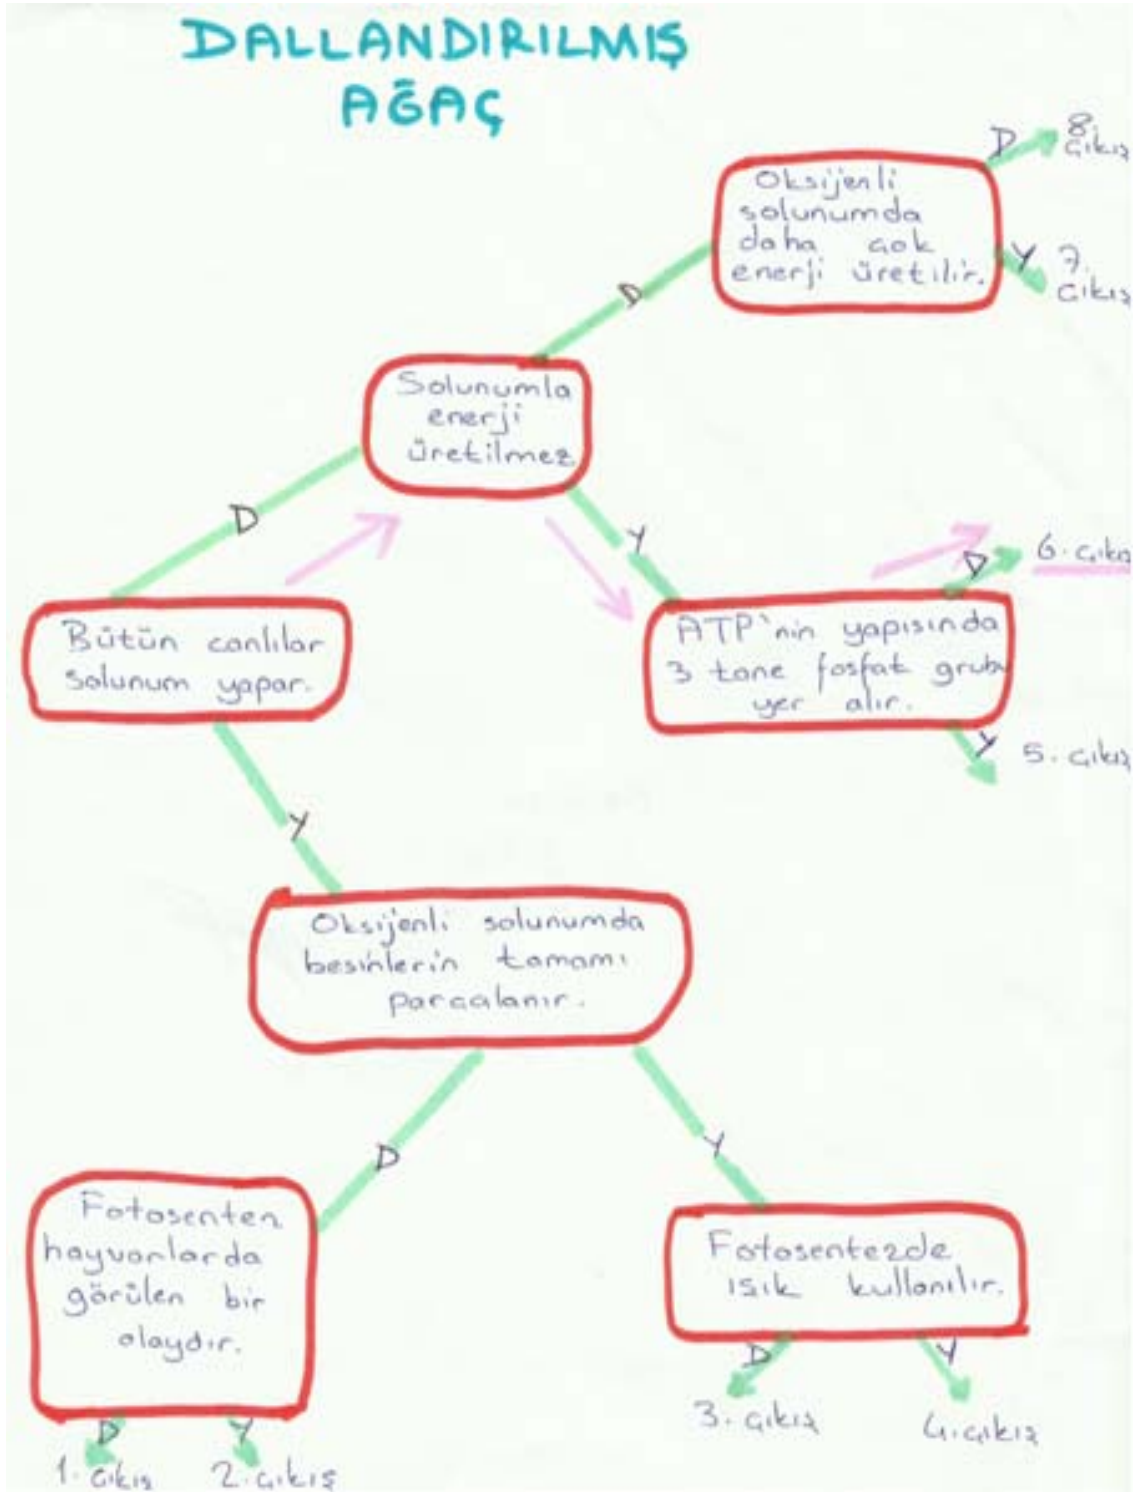 DALLANDIRILMIŞ
AĞAÇ
D
8.
çıkış
Oksijenli
solunumda
daha çok
enerji üretilir.
Y
7.
çıkış
D
Solunumla
enerji
üretilmez
D
Y
D
6. çıkış
Bütün canlılar
solunum yapar.
ATP'nin yapısında
3 tane fosfat grubu
yer alır.
Y
5. çıkış
Y
Oksijenli solunumda
besinlerin tamamı
parçalanır.
D
Y
Fotosenten
hayvanlarda
görülen bir
olaydır.
Fotosentezde
ışık kullanılır.
D
Y
3. çıkış
4. çıkış
D
Y
1. çıkış
2. çıkış